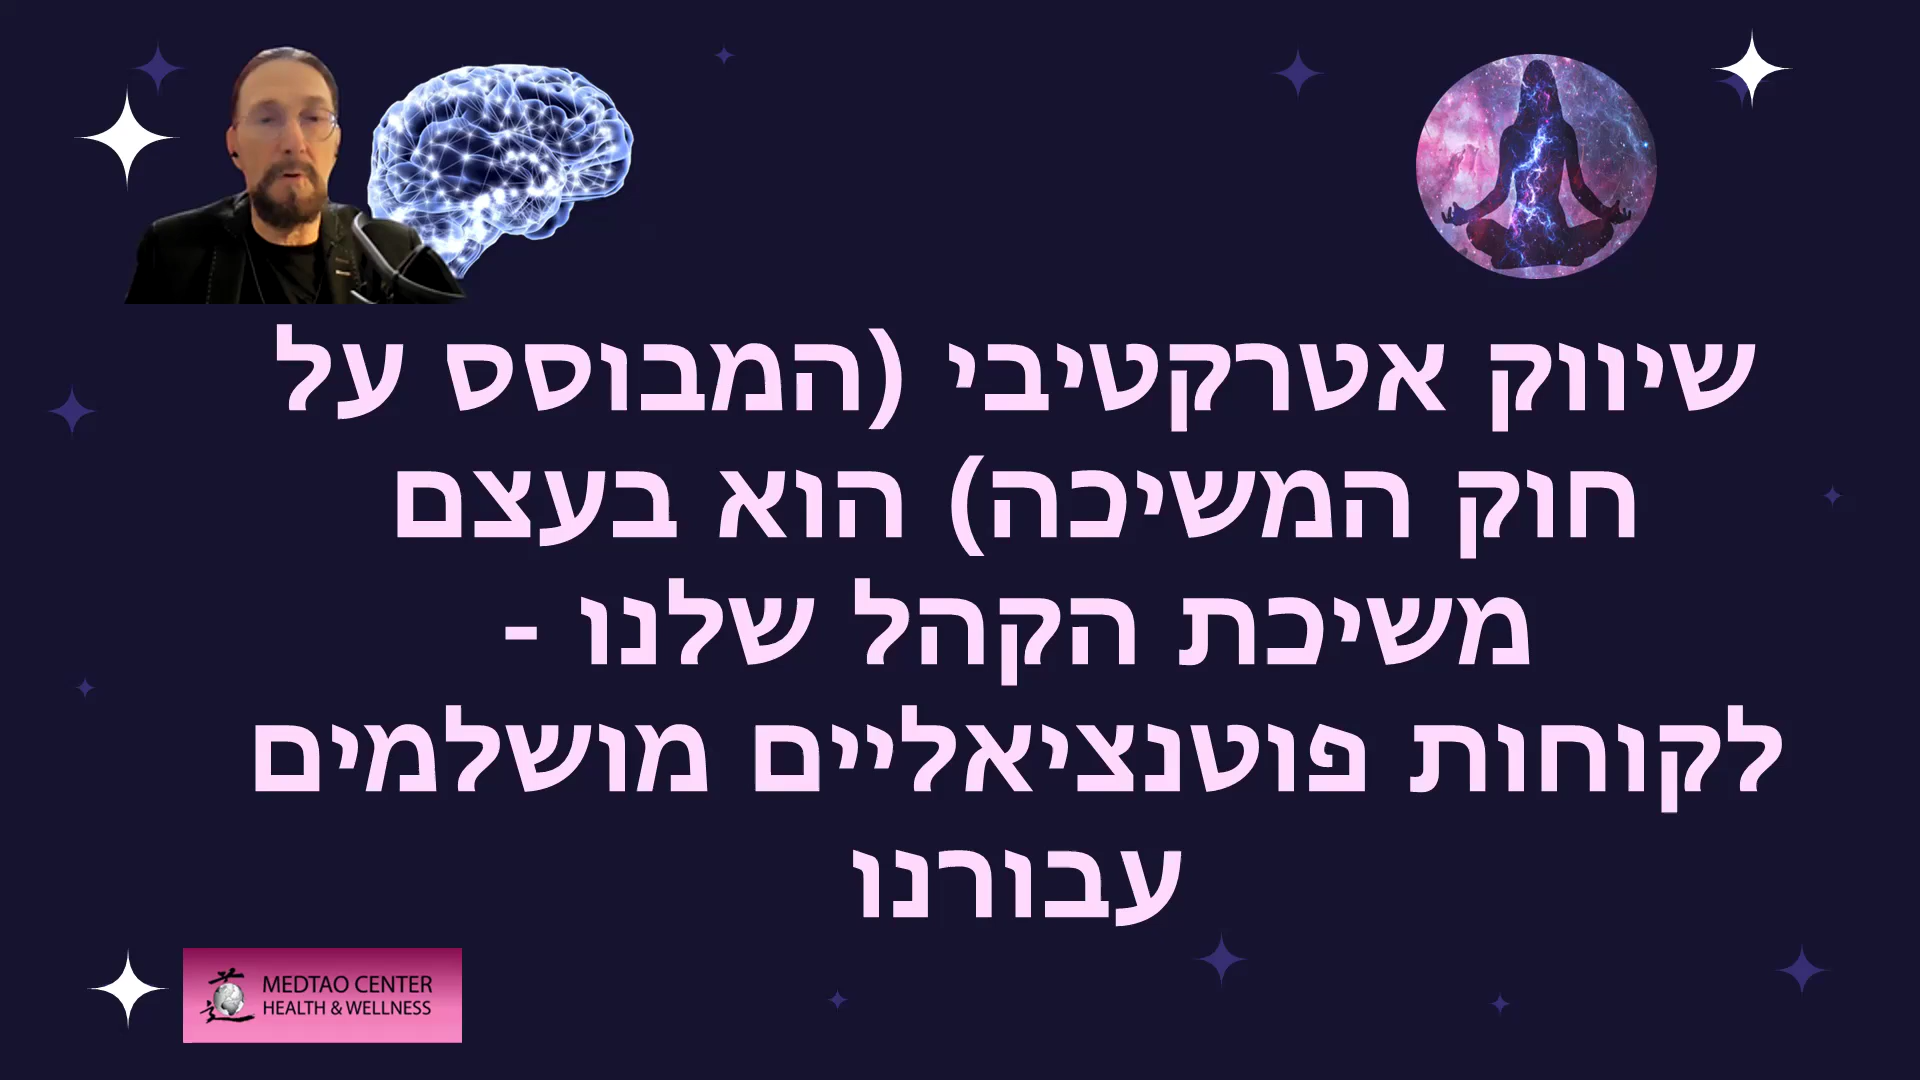 שיווק אטרקטיבי (המבוסס על
חוק המשיכה) הוא בעצם
משיכת הקהל שלנו -
לקוחות פוטנציאליים מושלמים
עבורנו
MEDTAO CENTER
HEALTH & WELLNESS